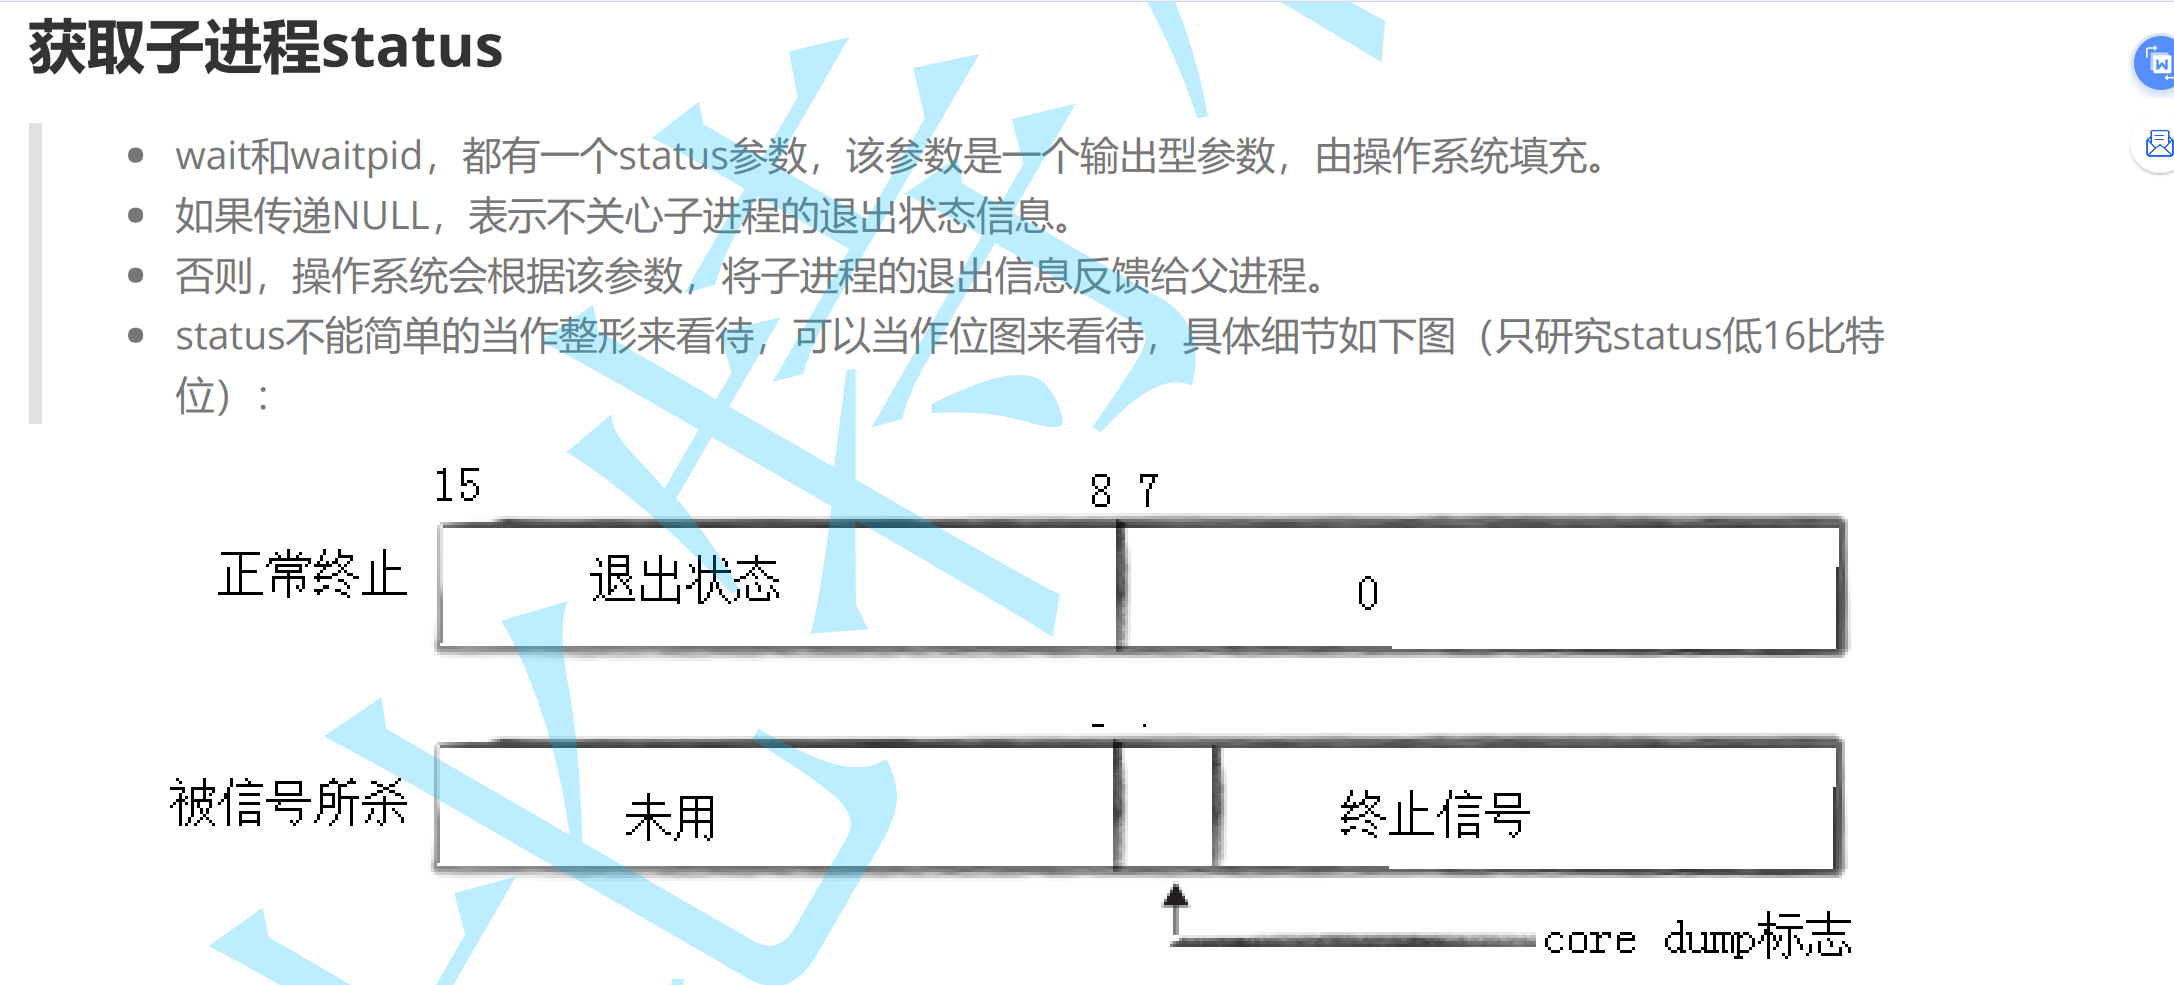 获取子进程status
wait和waitpid，都有一个status参数，该参数是一个输出型参数，由操作系统填充。
如果传递NULL，表示不关心子进程的退出状态信息。
否则，操作系统会根据该参数，将子进程的退出信息反馈给父进程。
status不能简单的当作整形来看待，可以当作位图来看待，具体细节如下图（只研究status低16比特
位）：
15
8 7
正常终止
退出状态
0
被信号所杀
未用
终止信号
core dump标志